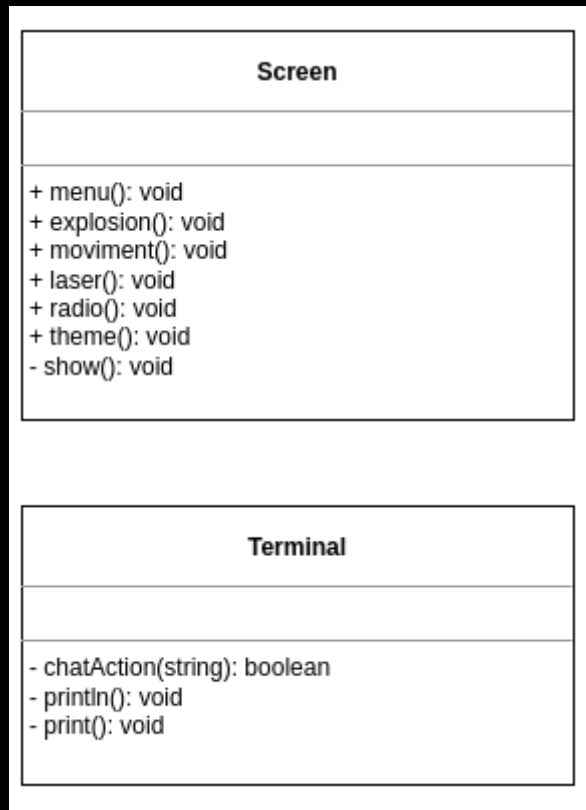 Screen
+ menu(): void
+ explosion(): void
+ moviment(): void
+ laser(): void
+ radio(): void
+ theme(): void
- show(): void
Terminal
- chatAction(string): boolean
- println(): void
- print(): void